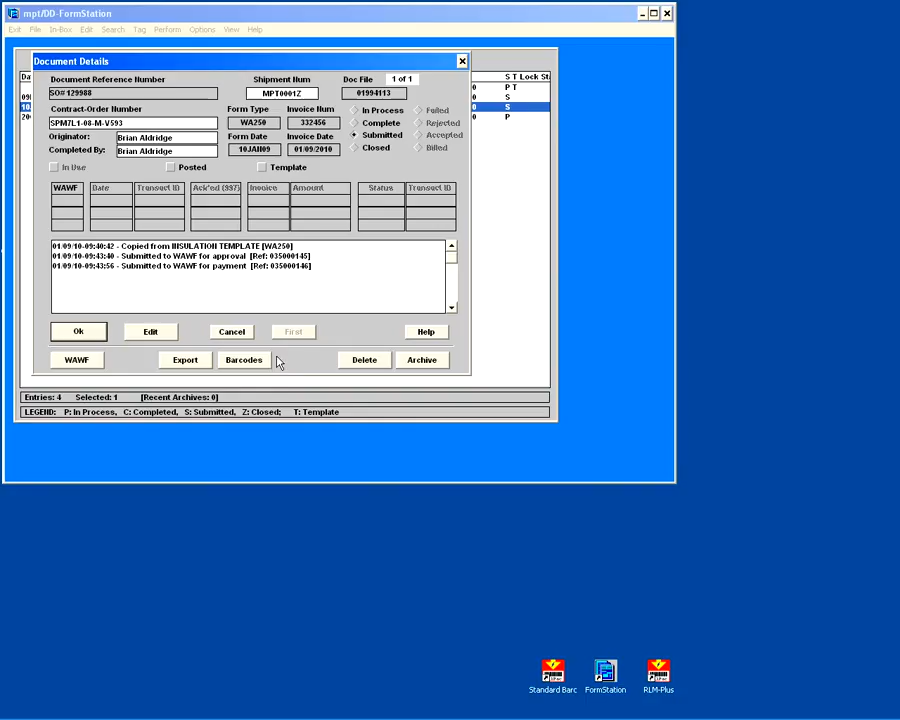 mpt/DD-FormStation
Exit File In-Box Edit Search Tag Perform Options View Help
Document Details
Document Reference Number Shipment Num Doc File 1 of 1
SO# 129988 MPT0001Z 01994113
Contract-Order Number Form Type Invoice Num In Process Failed
SPM7L1-08-M-V593 WA250 332456 Complete Rejected
Originator: Brian Aldridge Form Date Invoice Date Submitted Accepted
Completed By: Brian Aldridge 10JAN09 01/09/2010 Closed Billed
In Use Posted Template
WAWF Date Transact ID Ack'ed (997) Invoice Amount Status Transact ID
01/09/10-09:40:42 - Copied from INSULATION TEMPLATE [WA250]
01/09/10-09:43:40 - Submitted to WAWF for approval [Ref: 035000145]
01/09/10-09:43:56 - Submitted to WAWF for payment [Ref: 035000146]
Ok Edit Cancel First Help
WAWF Export Barcodes Delete Archive
S T Lock
0 P T
0 S
0 S
P
Entries: 4 Selected: 1 [Recent Archives: 0]
LEGEND: P: In Process, C: Completed, S: Submitted, Z: Closed; T: Template
Standard Barc FormStation RLM-Plus